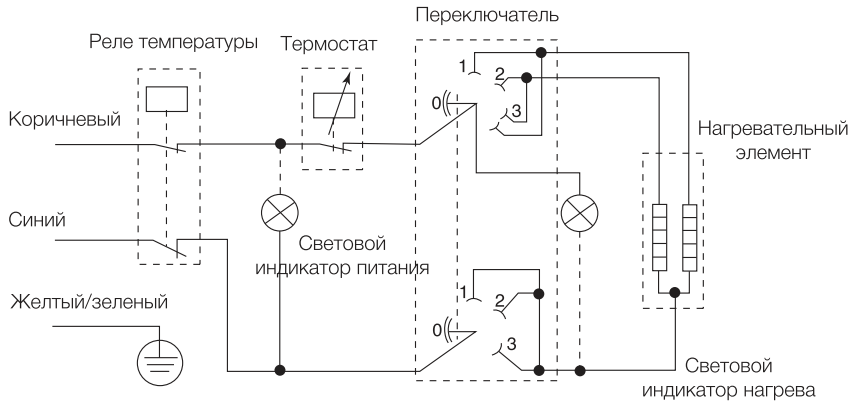 Переключатель
Реле температуры
Термостат
1
2
3
0
Коричневый
Нагревательный
элемент
Синий
Световой
индикатор питания
1
2
3
0
Желтый/зеленый
Световой
индикатор нагрева